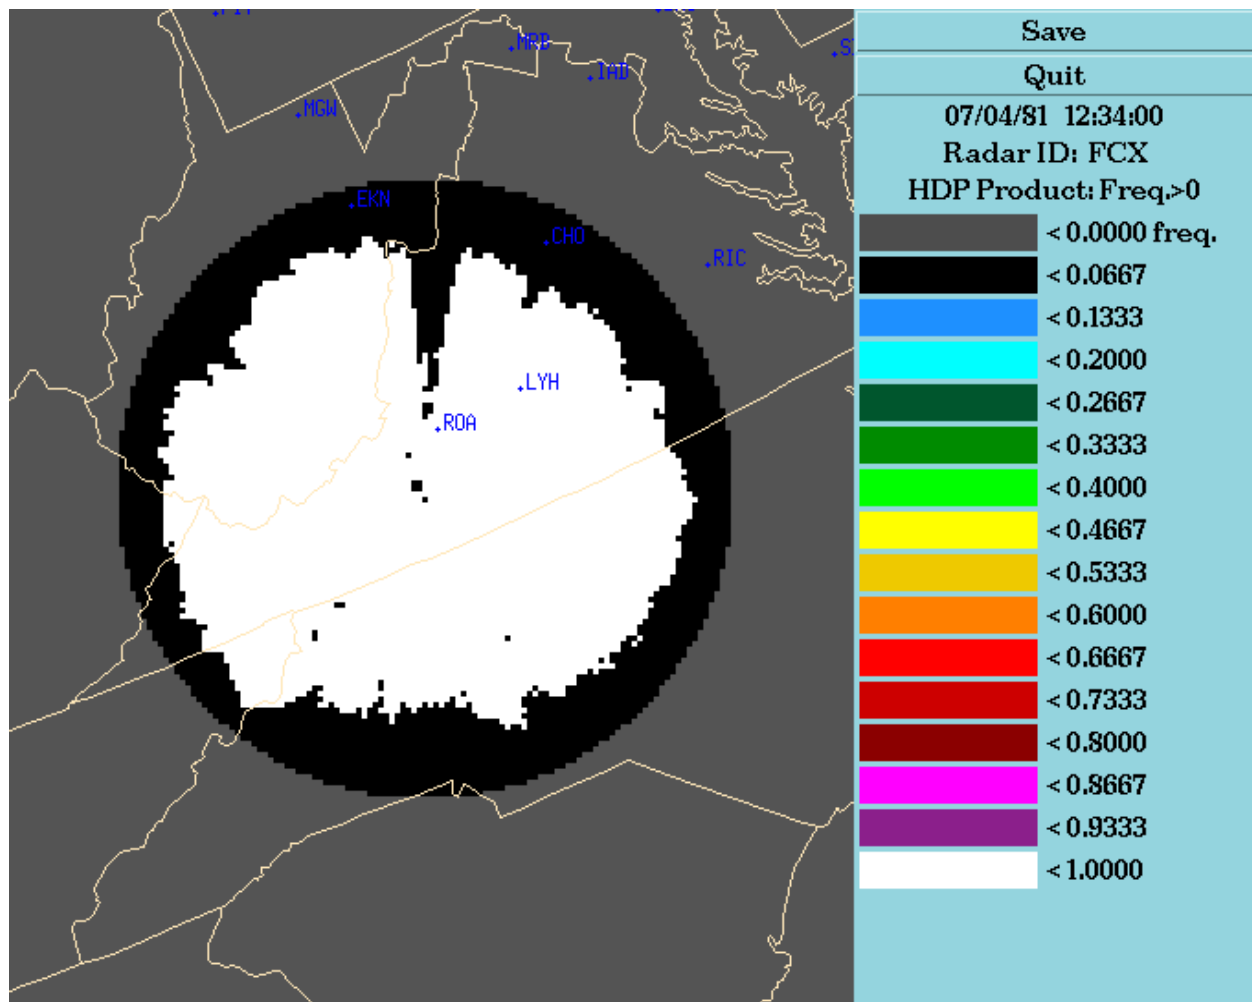 MRB
IAD
MGW
EKN
CHO
RIC
LYH
ROA
Save
Quit
07/04/81 12:34:00
Radar ID: FCX
HDP Product: Freq.>0
< 0.0000 freq.
< 0.0667
< 0.1333
< 0.2000
< 0.2667
< 0.3333
< 0.4000
< 0.4667
< 0.5333
< 0.6000
< 0.6667
< 0.7333
< 0.8000
< 0.8667
< 0.9333
< 1.0000